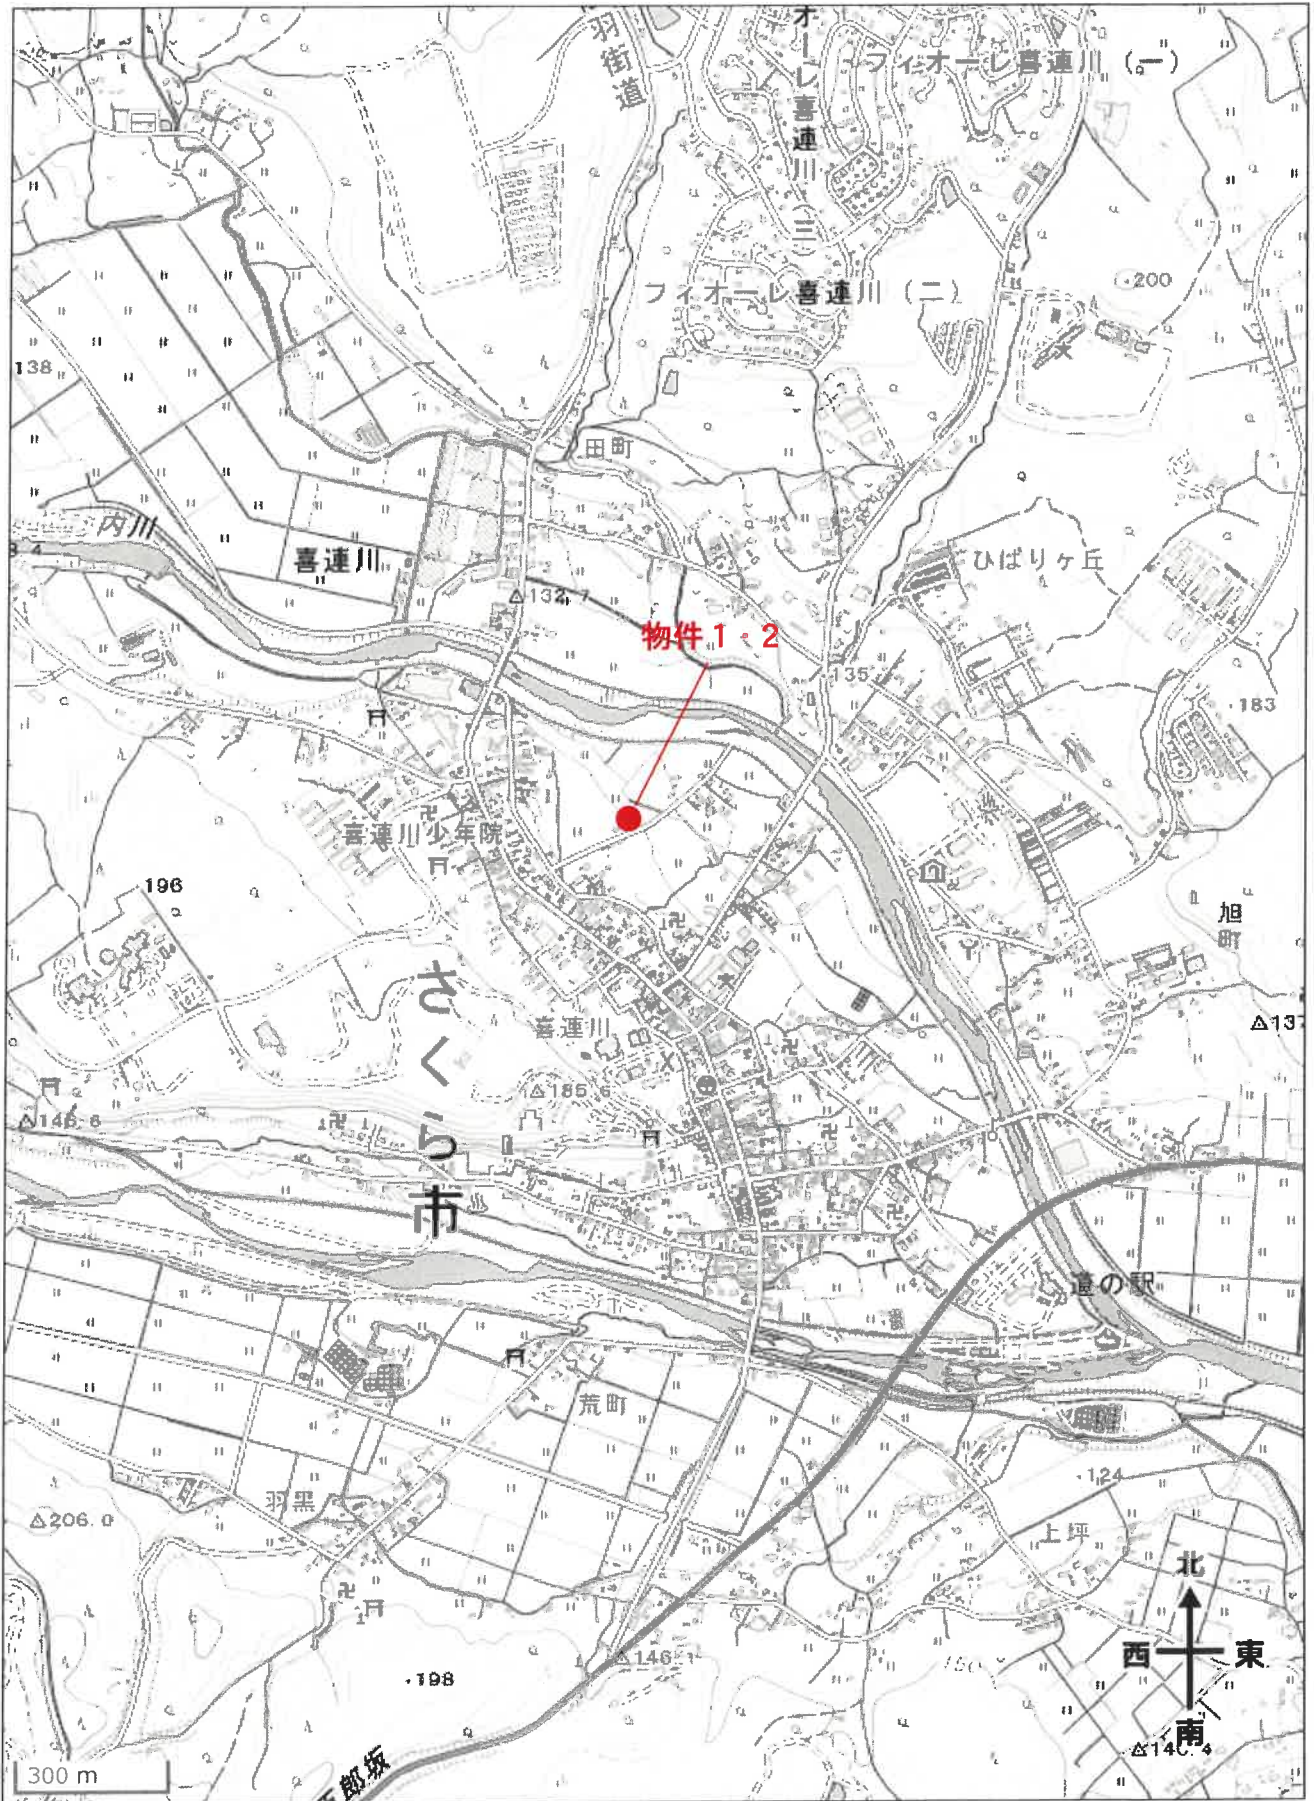 羽街道
オーレ喜連川(三)
フィオーレ喜連川(一)
フィオーレ喜連川(二)
200
138
田町
内川
喜連川
ひばりヶ丘
132.7
物件1・2
135
183
喜連川少年院
196
旭町
さくら市
喜連川
137
185.6
146.6
道の駅
荒町
124
羽黒
206.0
上坪
北
西
東
南
146.1
150
198
300 m
郎坂